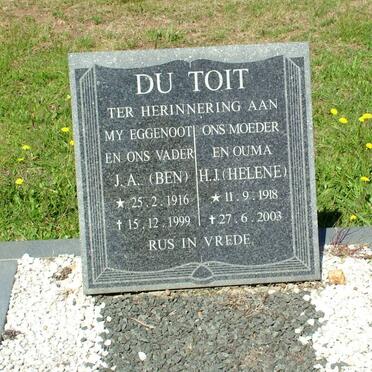 DU TOIT
TER HERINNERING AAN
MY EGGENOOT
EN ONS VADER
J.A. (BEN)
★ 25.2.1916
† 15.12.1999
ONS MOEDER
EN OUMA
H.J. (HELENE)
★ 11.9.1918
† 27.6.2003
RUS IN VREDE